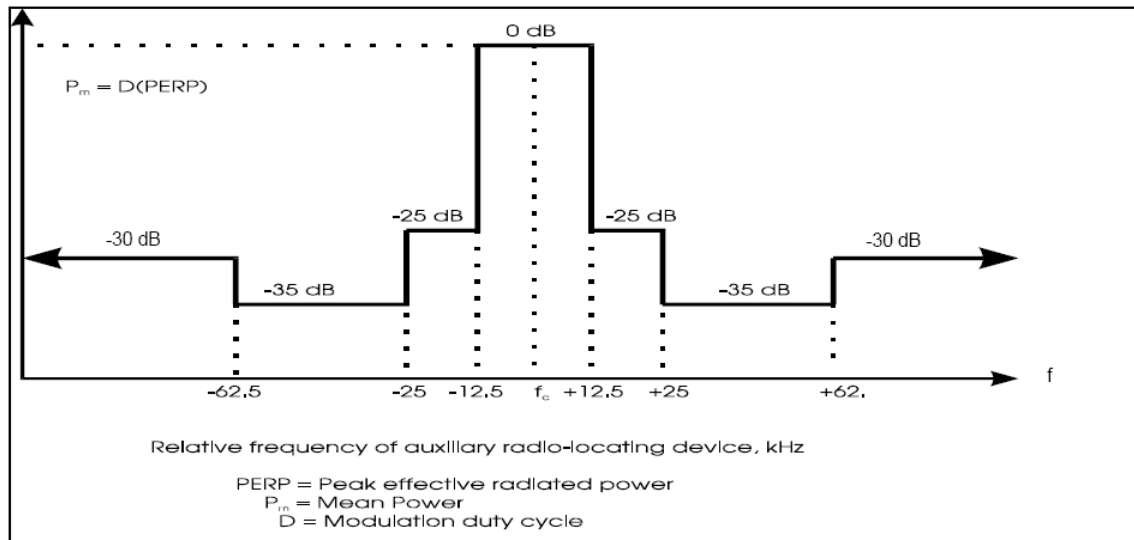 0 dB
Pm = D(PERP)
-25 dB -25 dB
-30 dB -30 dB
-35 dB -35 dB
f
-62.5 -25 -12.5 fc +12.5 +25 +62.
Relative frequency of auxiliary radio-locating device, kHz
PERP = Peak effective radiated power
Pm = Mean Power
D = Modulation duty cycle